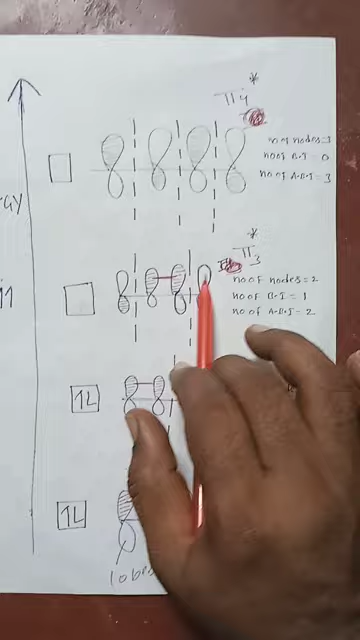 π4*
no of nodes=3
no of B.I=0
no of A.B.I=3
GY
π3*
no of nodes=2
no of B.I=1
no of A.B.I=2
1L
1L
lobes